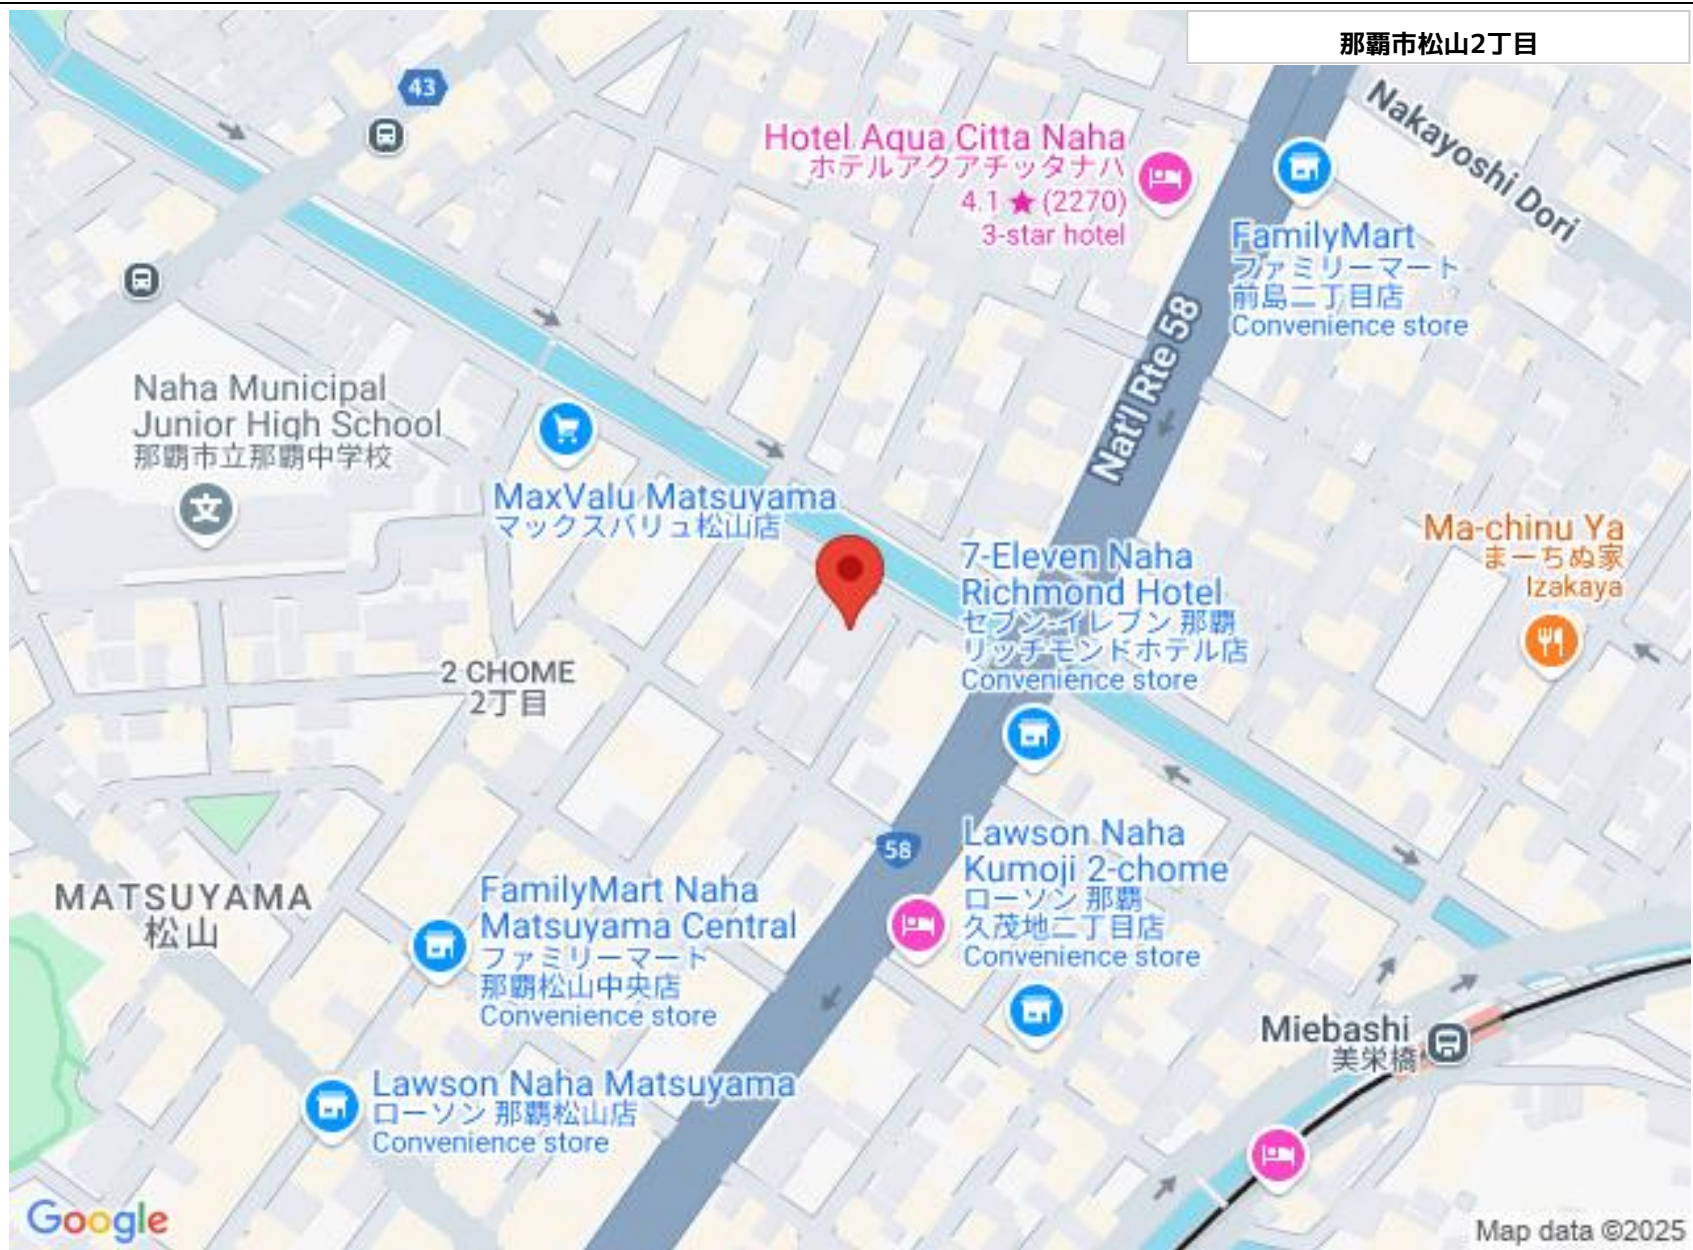 那覇市松山2丁目
43
Hotel Aqua Citta Naha
ホテルアクアチッタナハ
4.1 ★ (2270)
3-star hotel
Nakayoshi Dori
FamilyMart
ファミリーマート
前島二丁目店
Convenience store
Nat'l Rte 58
Naha Municipal
Junior High School
那覇市立那覇中学校
文
MaxValu Matsuyama
マックスバリュ松山店
7-Eleven Naha
Richmond Hotel
セブン-イレブン 那覇
リッチモンドホテル店
Convenience store
Ma-chinu Ya
まーちぬ家
Izakaya
2 CHOME
2丁目
58
Lawson Naha
Kumoji 2-chome
ローソン 那覇
久茂地二丁目店
Convenience store
MATSUYAMA
松山
FamilyMart Naha
Matsuyama Central
ファミリーマート
那覇松山中央店
Convenience store
Miebashi
美栄橋
Lawson Naha Matsuyama
ローソン 那覇松山店
Convenience store
Google
Map data ©2025